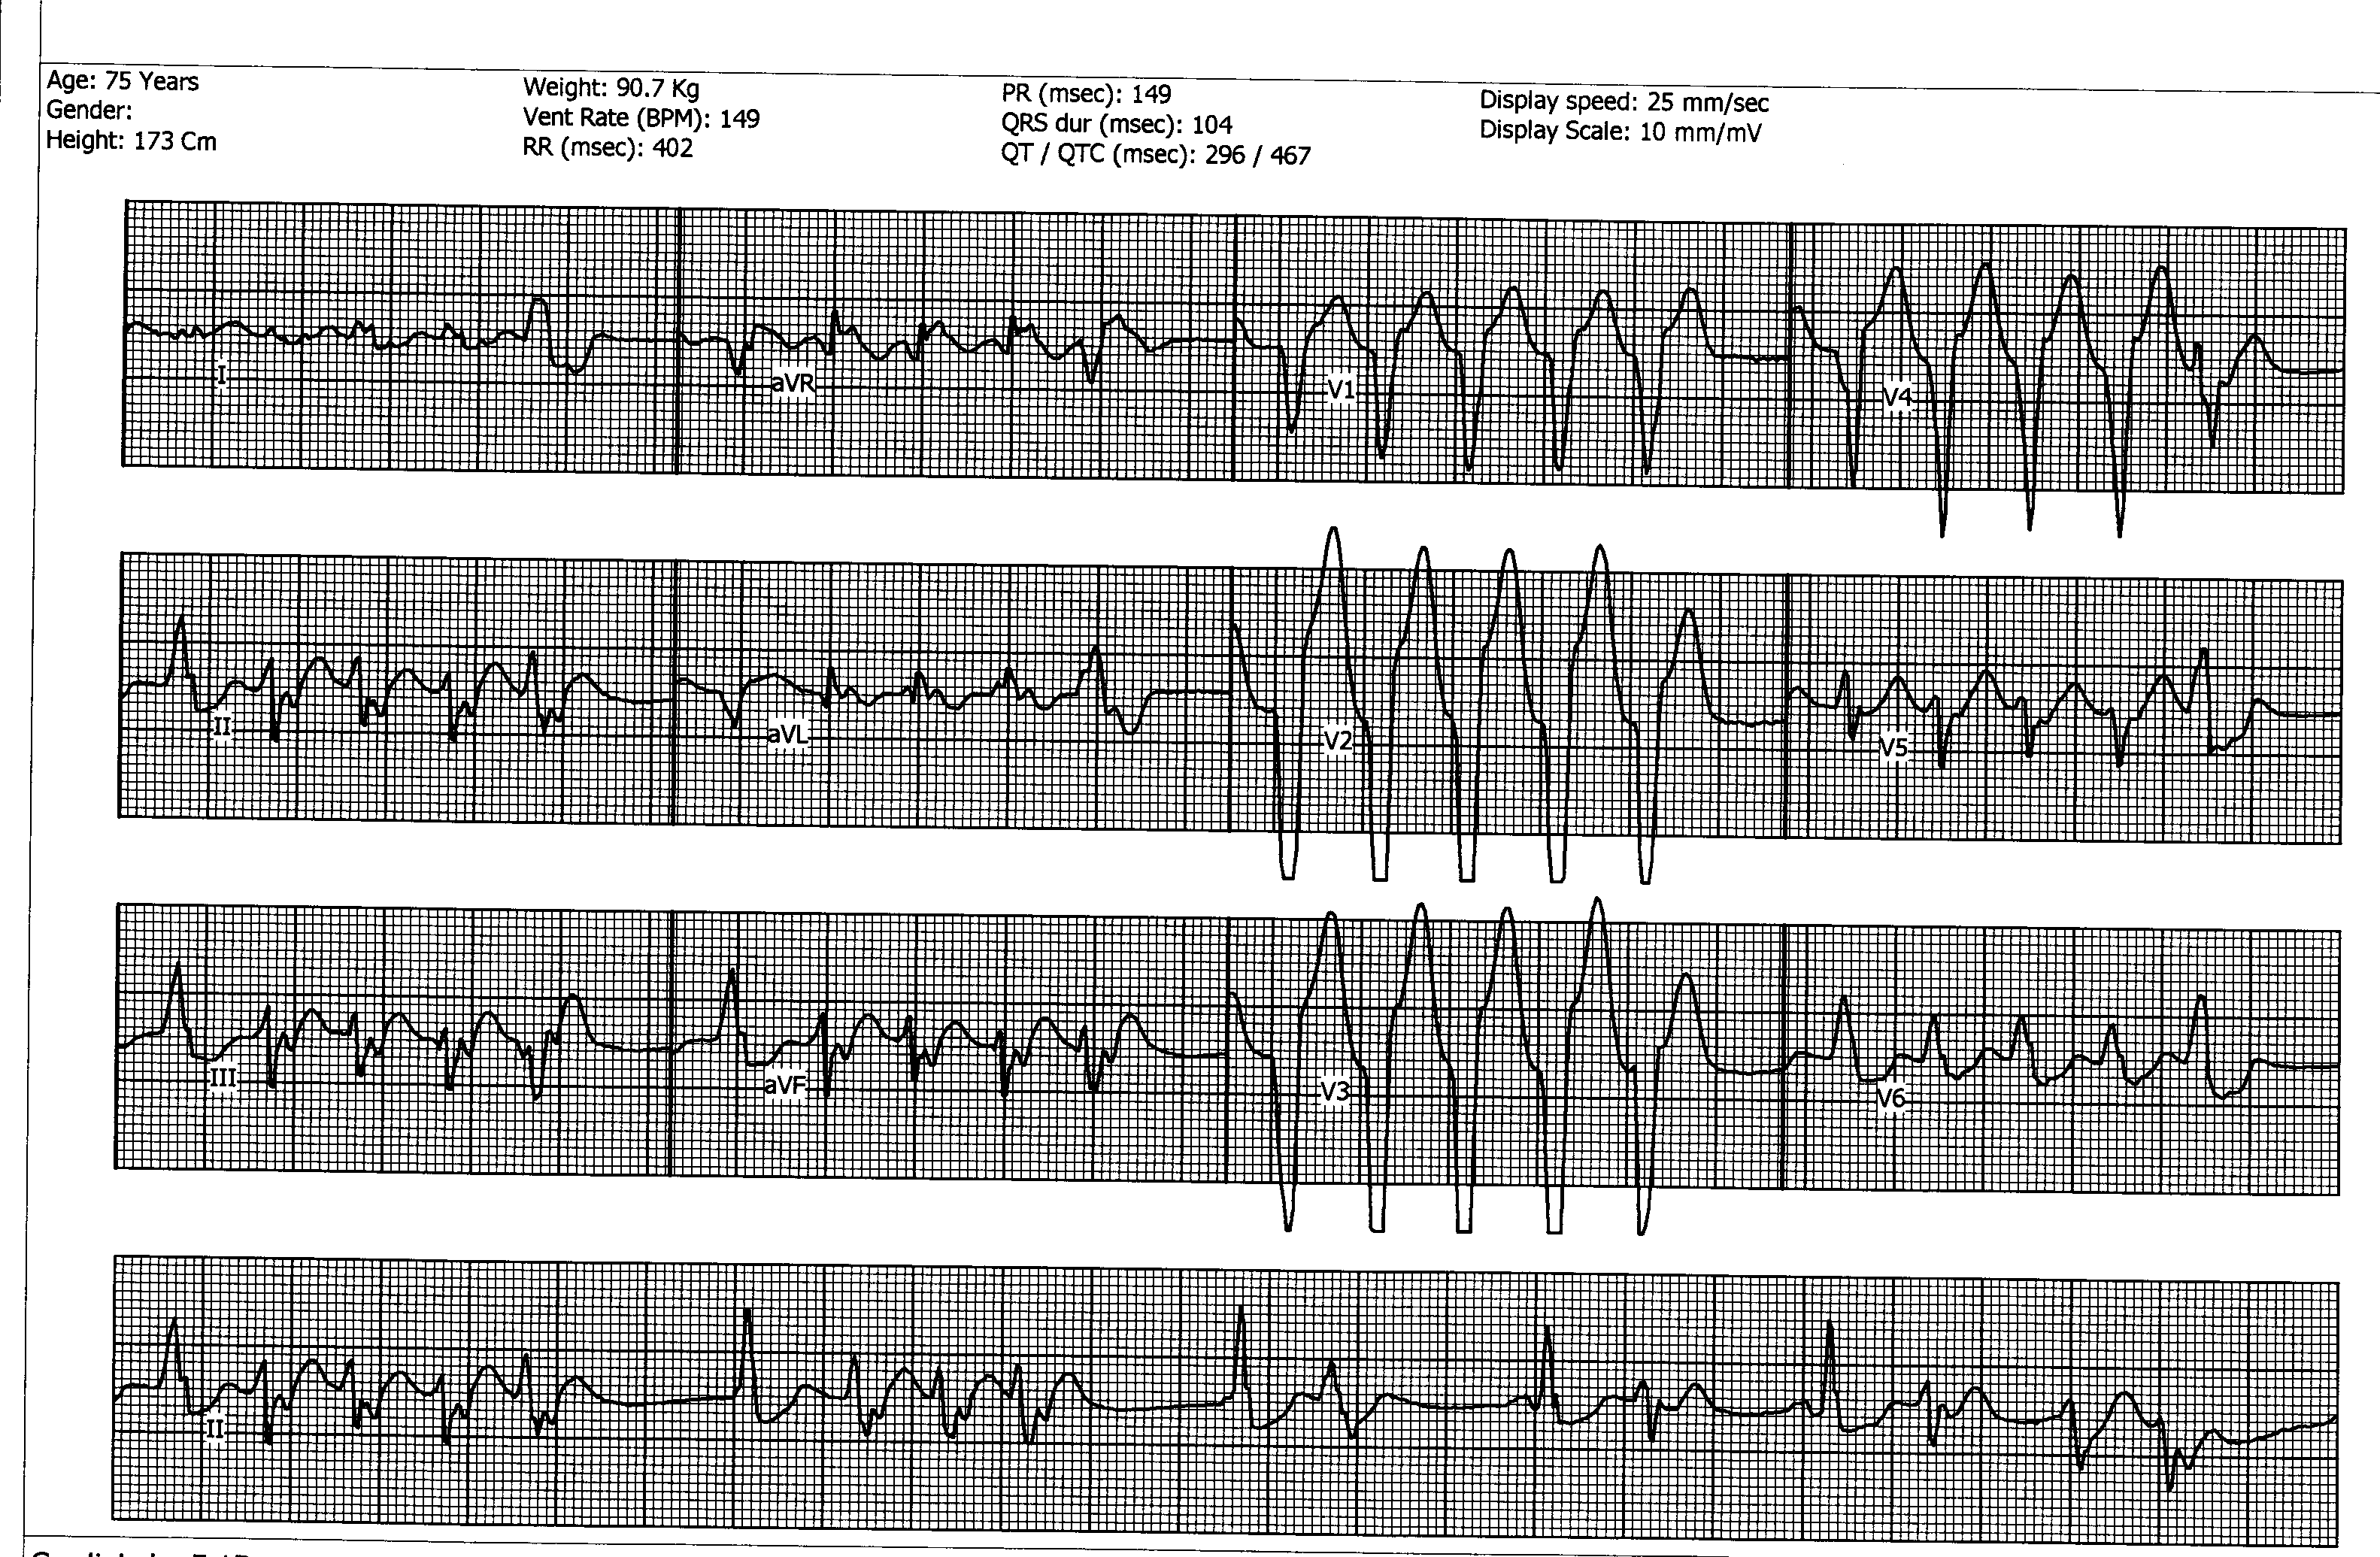 Age: 75 Years
Gender:
Height: 173 Cm
Weight: 90.7 Kg
Vent Rate (BPM): 149
RR (msec): 402
PR (msec): 149
QRS dur (msec): 104
QT / QTC (msec): 296 / 467
Display speed: 25 mm/sec
Display Scale: 10 mm/mV
I
aVR
V1
V4
II
aVL
V2
V5
III
aVF
V3
V6
II